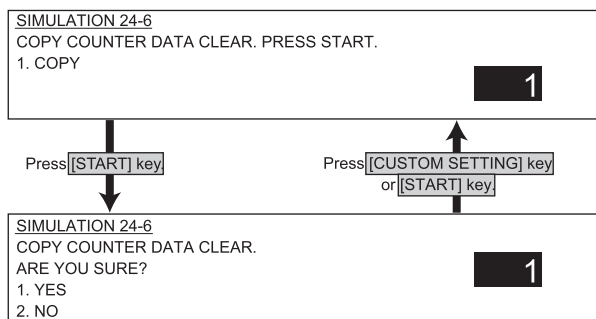 SIMULATION 24-6
COPY COUNTER DATA CLEAR. PRESS START.
1. COPY
1
Press [START] key.
Press [CUSTOM SETTING] key
or [START] key.
SIMULATION 24-6
COPY COUNTER DATA CLEAR.
ARE YOU SURE?
1
1. YES
2. NO